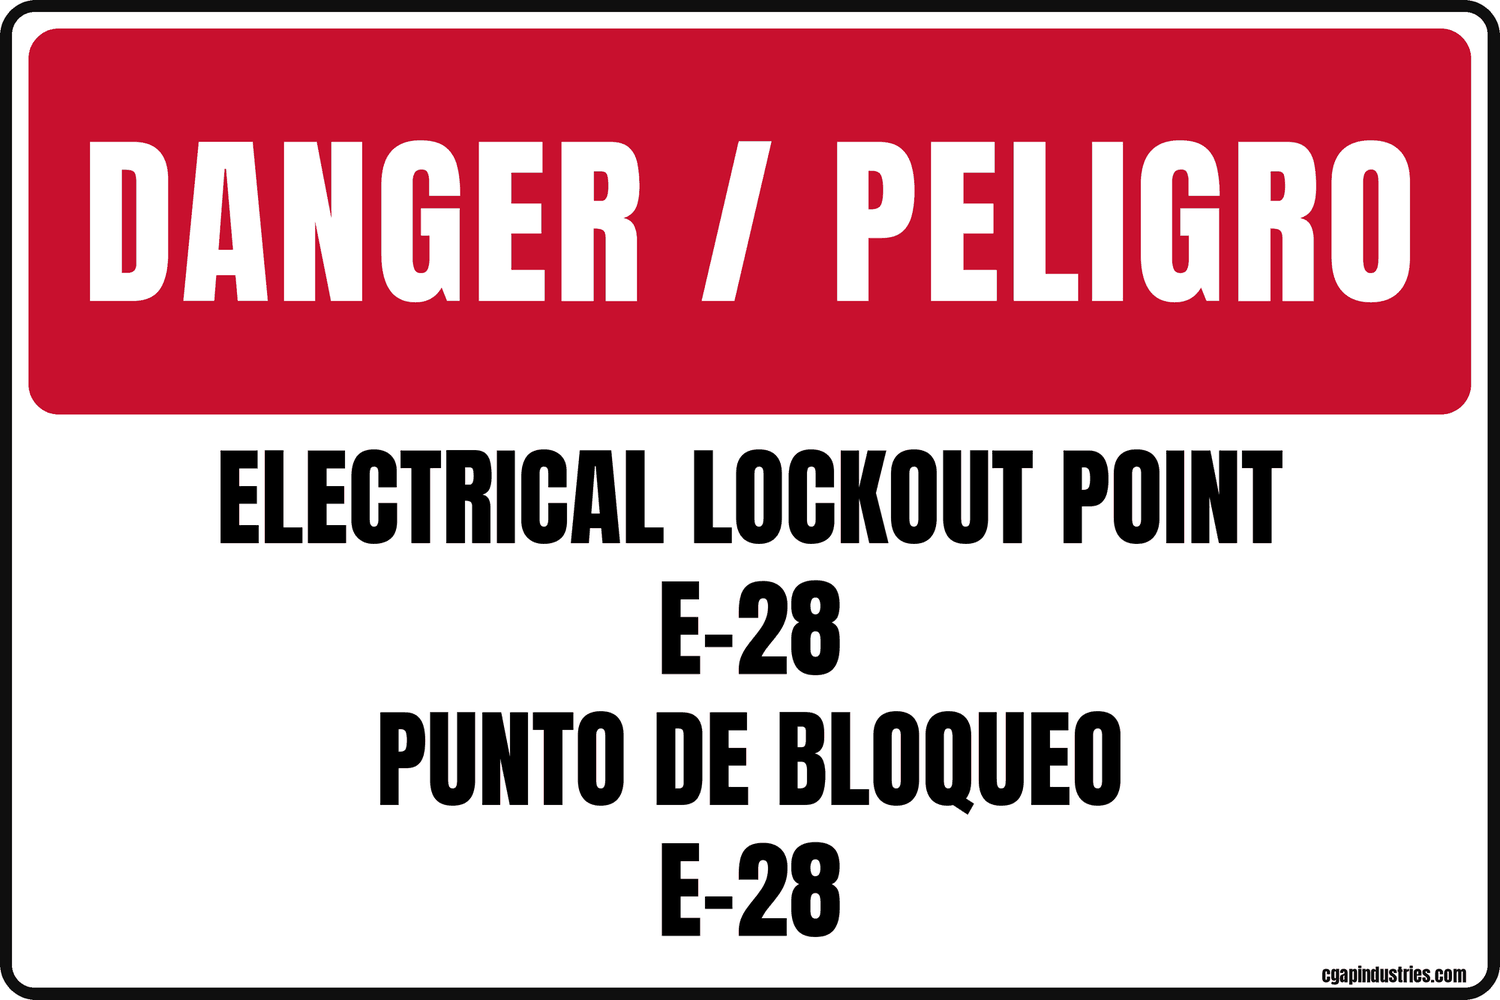 DANGER / PELIGRO
ELECTRICAL LOCKOUT POINT
E-28
PUNTO DE BLOQUEO
E-28
cgapindustries.com